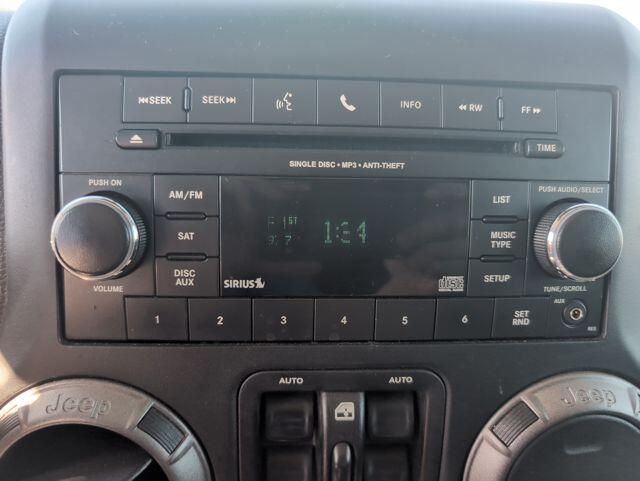 SEEK SEEK INFO RW FF
TIME
SINGLE DISC • MP3 • ANTI-THEFT
PUSH ON AM/FM LIST PUSH AUDIO/SELECT
SAT MUSIC TYPE
VOLUME DISC AUX SIRIUS SETUP TUNE/SCROLL
1 2 3 4 5 6 SET RND AUX
AUTO AUTO
Jeep Jeep